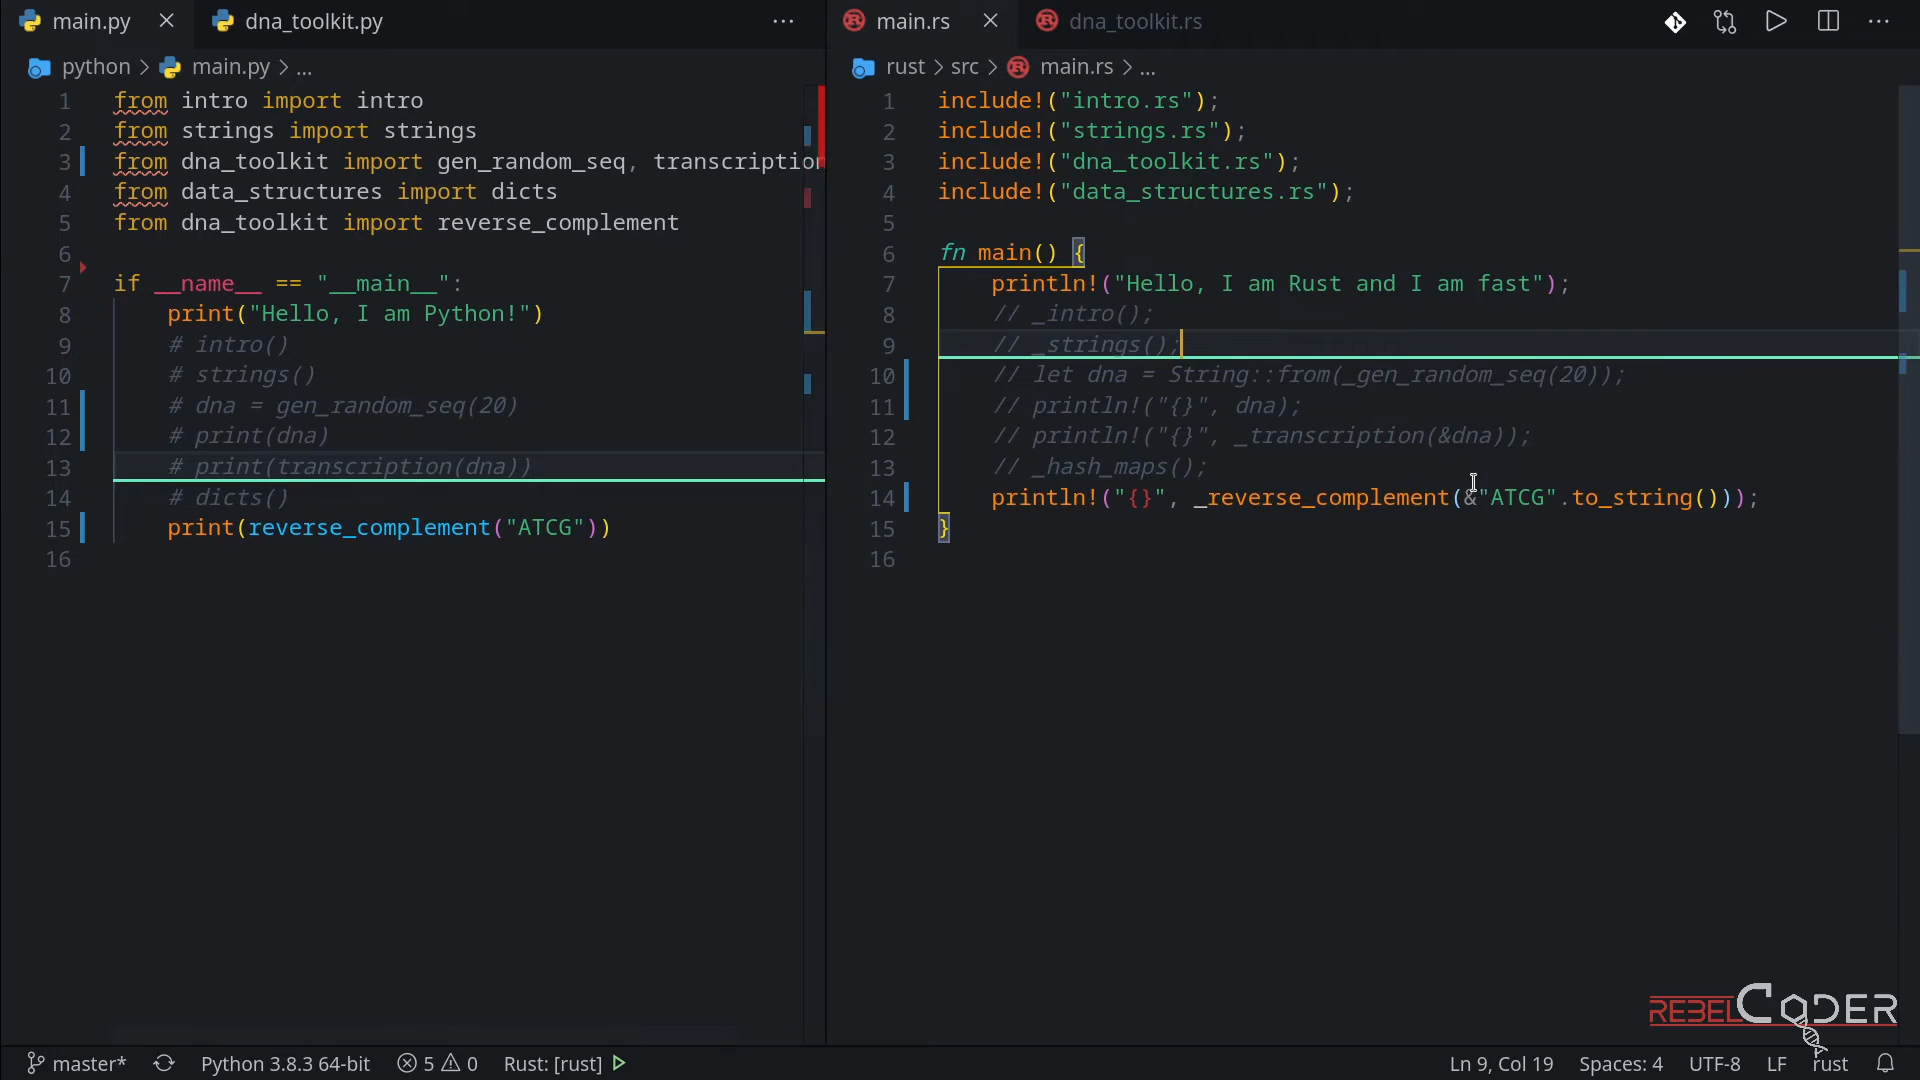 main.py
dna_toolkit.py
...
python > main.py > ...
1 from intro import intro
2 from strings import strings
3 from dna_toolkit import gen_random_seq, transcription
4 from data_structures import dicts
5 from dna_toolkit import reverse_complement
6
7 if __name__ == "__main__":
8 print("Hello, I am Python!")
9 # intro()
10 # strings()
11 # dna = gen_random_seq(20)
12 # print(dna)
13 # print(transcription(dna))
14 # dicts()
15 print(reverse_complement("ATCG"))
16
main.rs
dna_toolkit.rs
...
rust > src > main.rs > ...
1 include!("intro.rs");
2 include!("strings.rs");
3 include!("dna_toolkit.rs");
4 include!("data_structures.rs");
5
6 fn main() {
7 println!("Hello, I am Rust and I am fast");
8 // _intro();
9 // _strings();
10 // let dna = String::from(_gen_random_seq(20));
11 // println!("{}", dna);
12 // println!("{}", _transcription(&dna));
13 // _hash_maps();
14 println!("{}", _reverse_complement(&"ATCG".to_string()));
15 }
16
REBELCODER
master* Python 3.8.3 64-bit 5 0 Rust: [rust] Ln 9, Col 19 Spaces: 4 UTF-8 LF rust